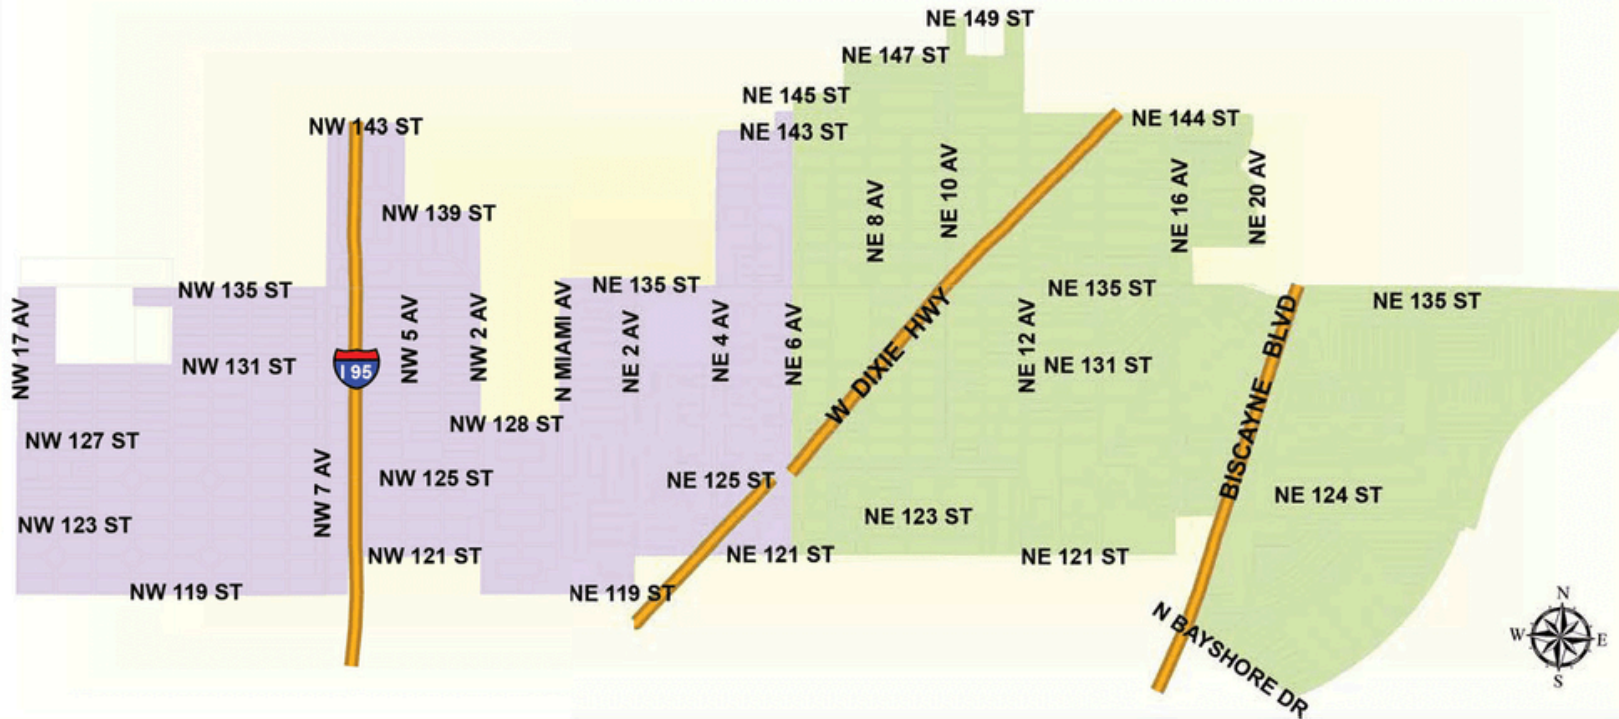 NE 149 ST
NE 147 ST
NE 145 ST
NW 143 ST
NE 143 ST
NE 144 ST
NE 8 AV
NE 10 AV
NE 16 AV
NE 20 AV
NW 139 ST
NW 135 ST
NE 135 ST
NE 135 ST
NE 135 ST
NW 17 AV
NW 5 AV
NW 2 AV
N MIAMI AV
NE 2 AV
NE 4 AV
NE 6 AV
W DIXIE HWY
NE 12 AV
BISCAYNE BLVD
NW 131 ST
I 95
NE 131 ST
NW 128 ST
NW 127 ST
NW 7 AV
NW 125 ST
NE 125 ST
NE 124 ST
NW 123 ST
NE 123 ST
NW 121 ST
NE 121 ST
NE 121 ST
NW 119 ST
NE 119 ST
N BAYSHORE DR
N
W
E
S